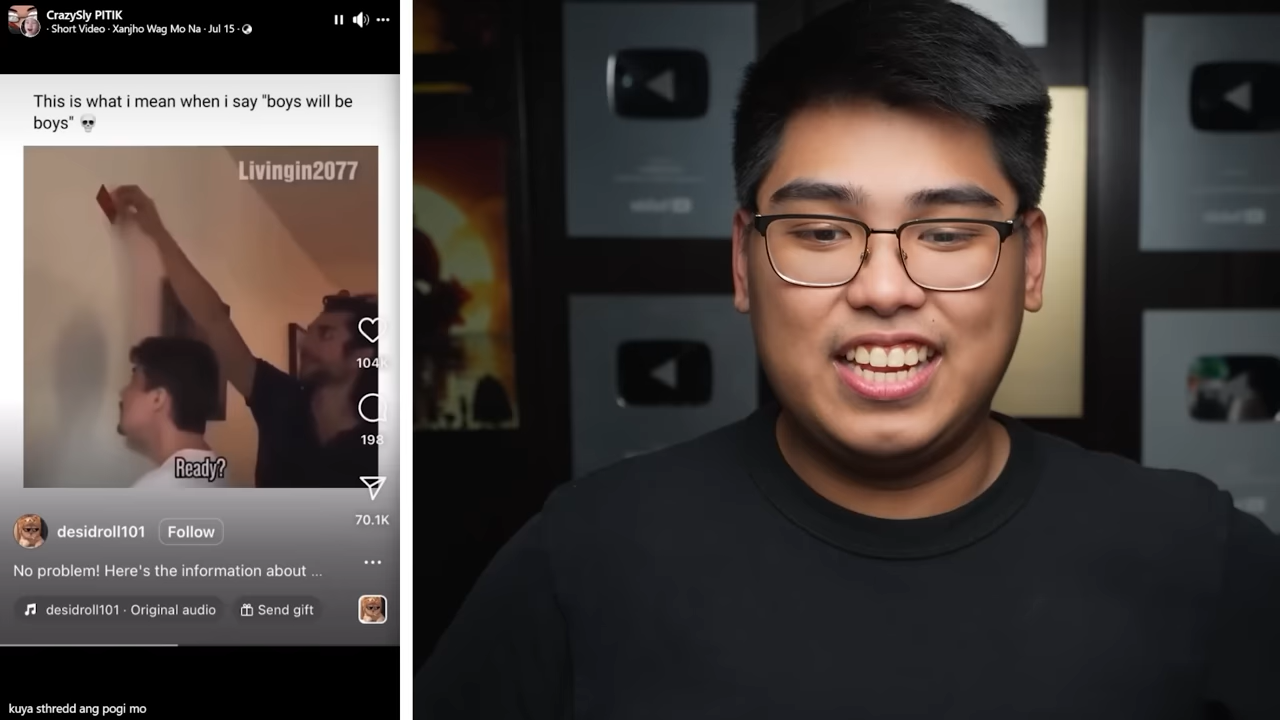 CrazySly PITIK
· Short Video · Xanjho Wag Mo Na · Jul 15 ·
This is what i mean when i say "boys will be
boys" 💀
Livingin2077
Ready?
104K
198
70.1K
desidroll101
Follow
No problem! Here's the information about ...
desidroll101 · Original audio
Send gift
kuya sthredd ang pogi mo